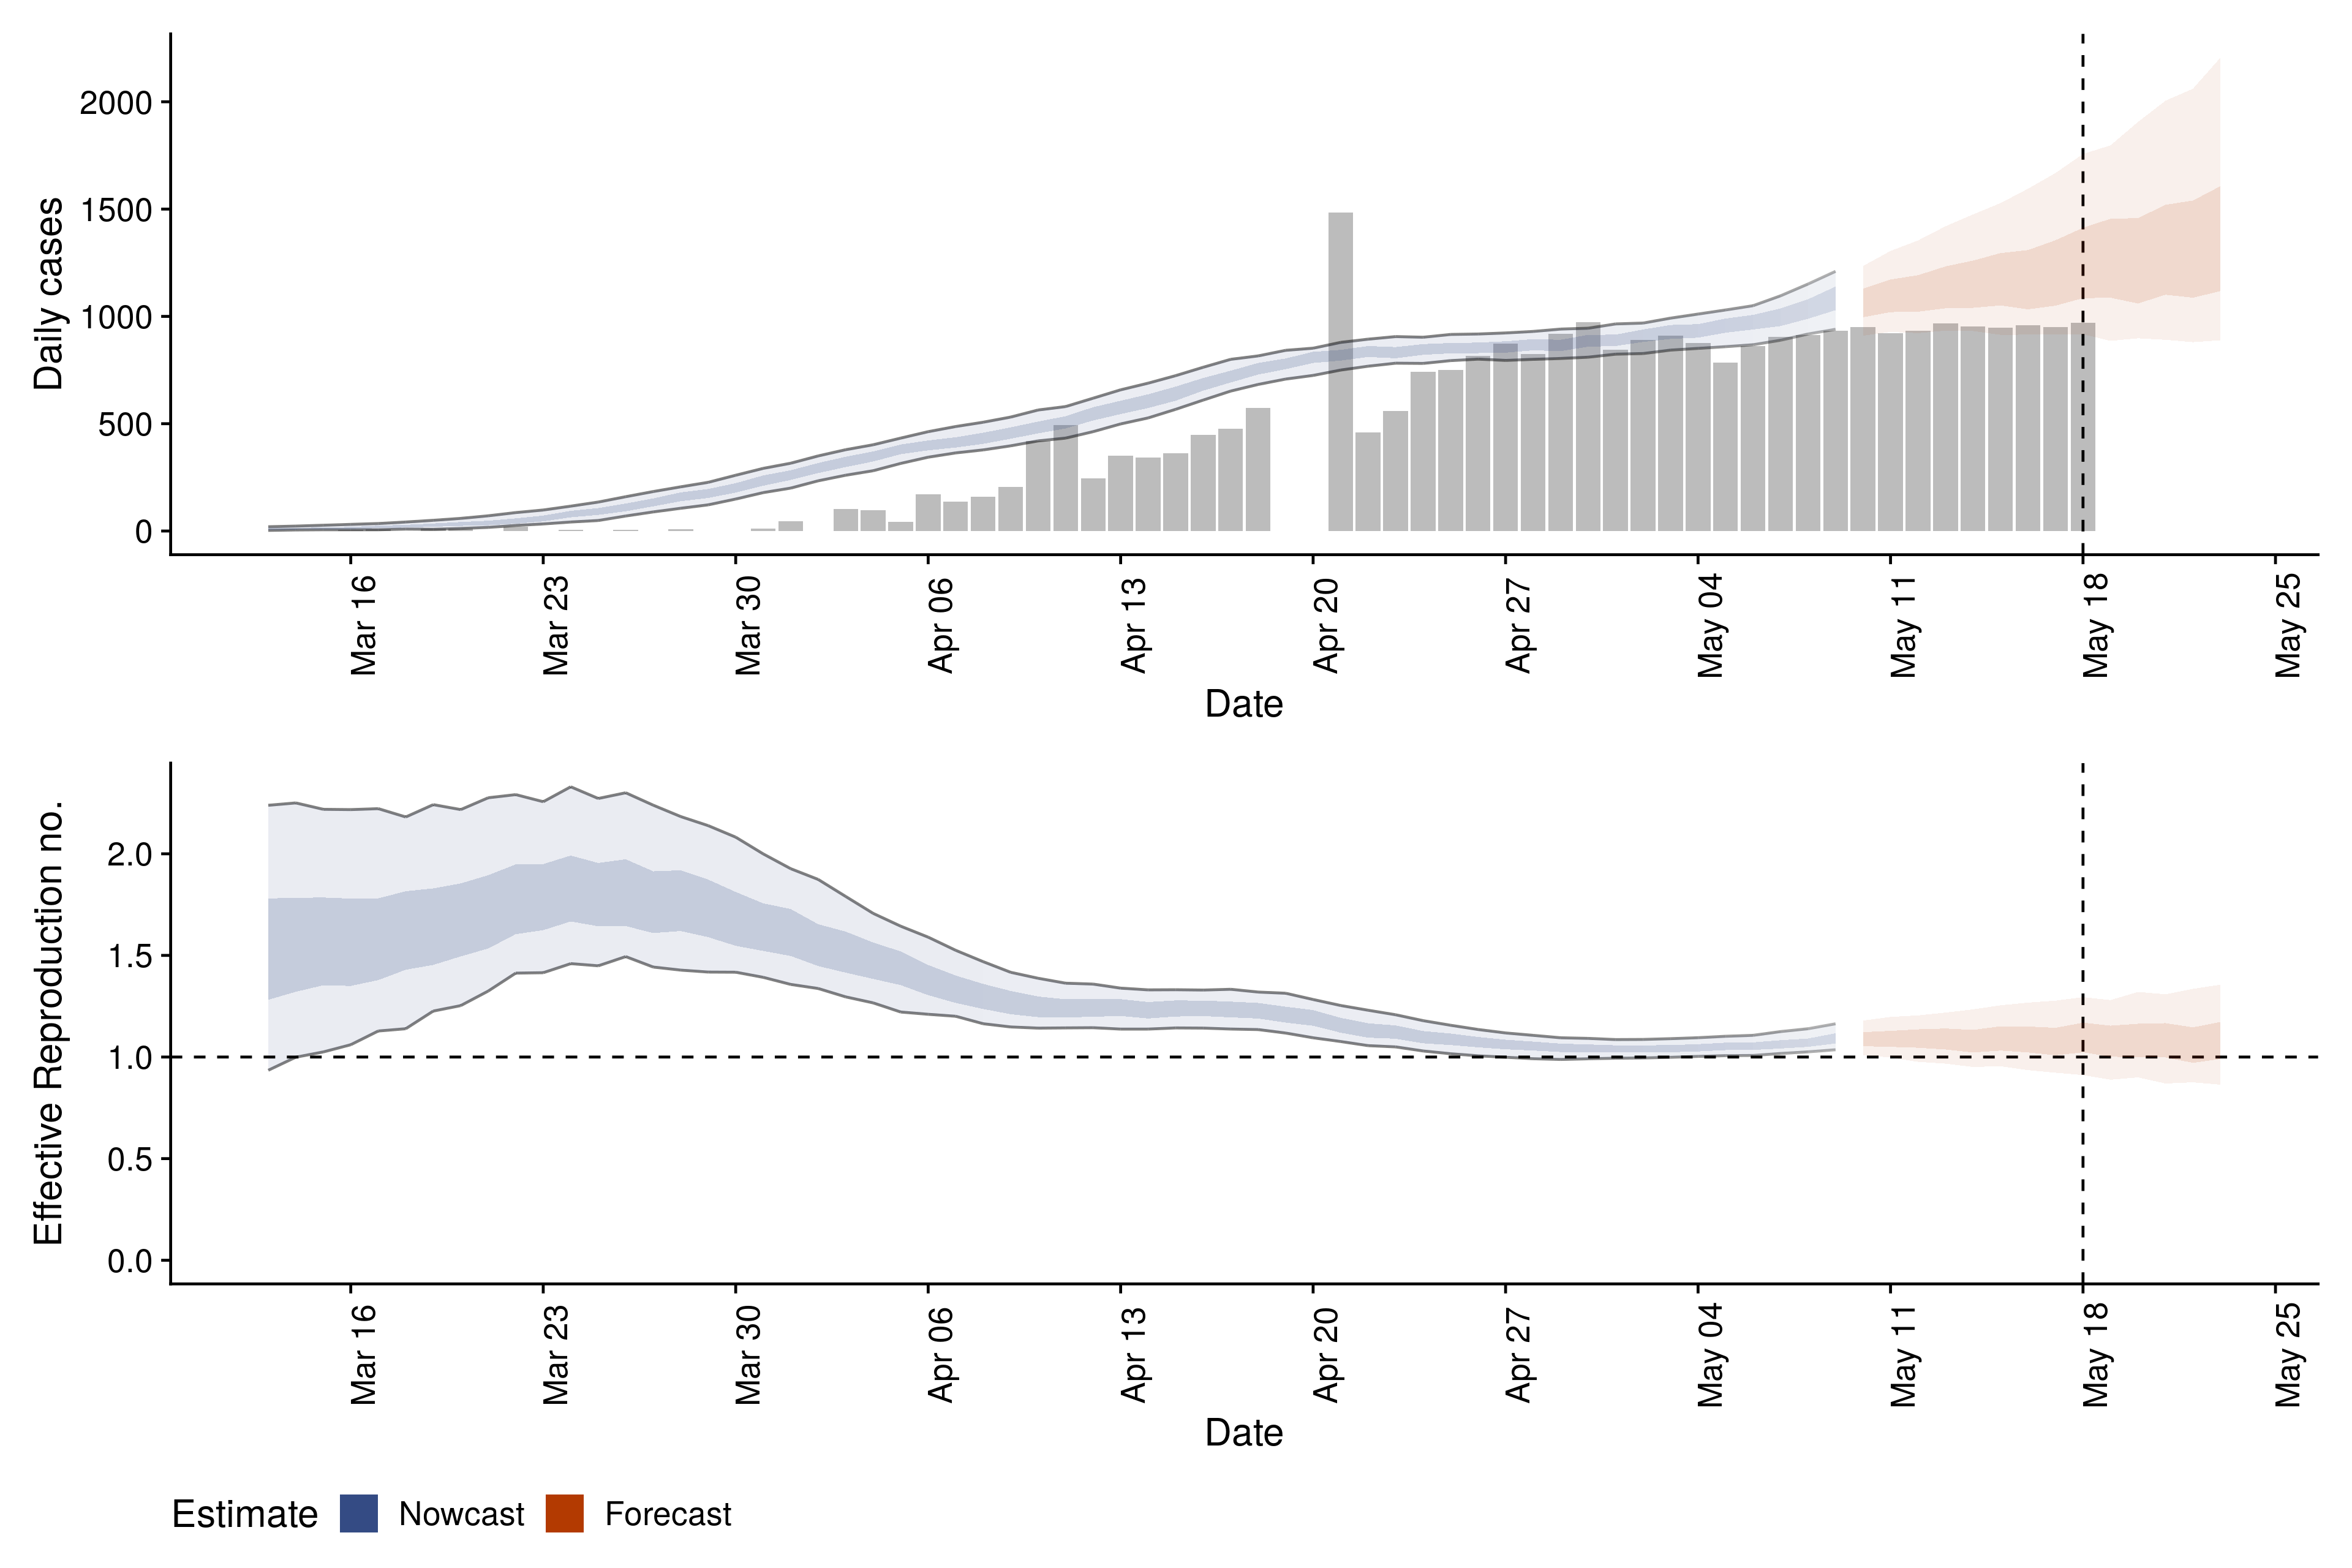 Daily cases
2000
1500
1000
500
0
Mar 16
Mar 23
Mar 30
Apr 06
Apr 13
Apr 20
Apr 27
May 04
May 11
May 18
May 25
Date
Effective Reproduction no.
2.0
1.5
1.0
0.5
0.0
Mar 16
Mar 23
Mar 30
Apr 06
Apr 13
Apr 20
Apr 27
May 04
May 11
May 18
May 25
Date
Estimate Nowcast Forecast